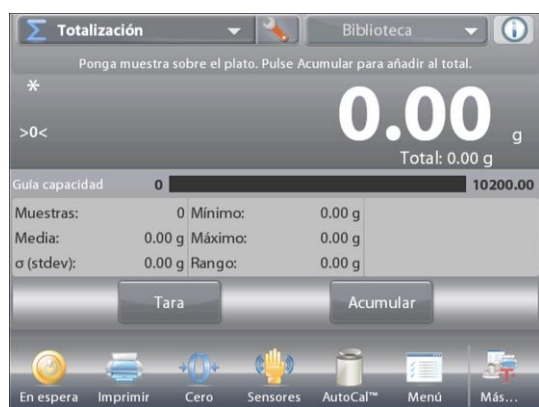 Σ Totalización Biblioteca i
Ponga muestra sobre el plato. Pulse Acumular para añadir al total.
*
>0< 0.00 g
Total: 0.00 g
Guía capacidad 0 10200.00
Muestras: 0 Mínimo: 0.00 g
Media: 0.00 g Máximo: 0.00 g
σ (stdev): 0.00 g Rango: 0.00 g
Tara Acumular
En espera Imprimir Cero Sensores AutoCal™ Menú Más...